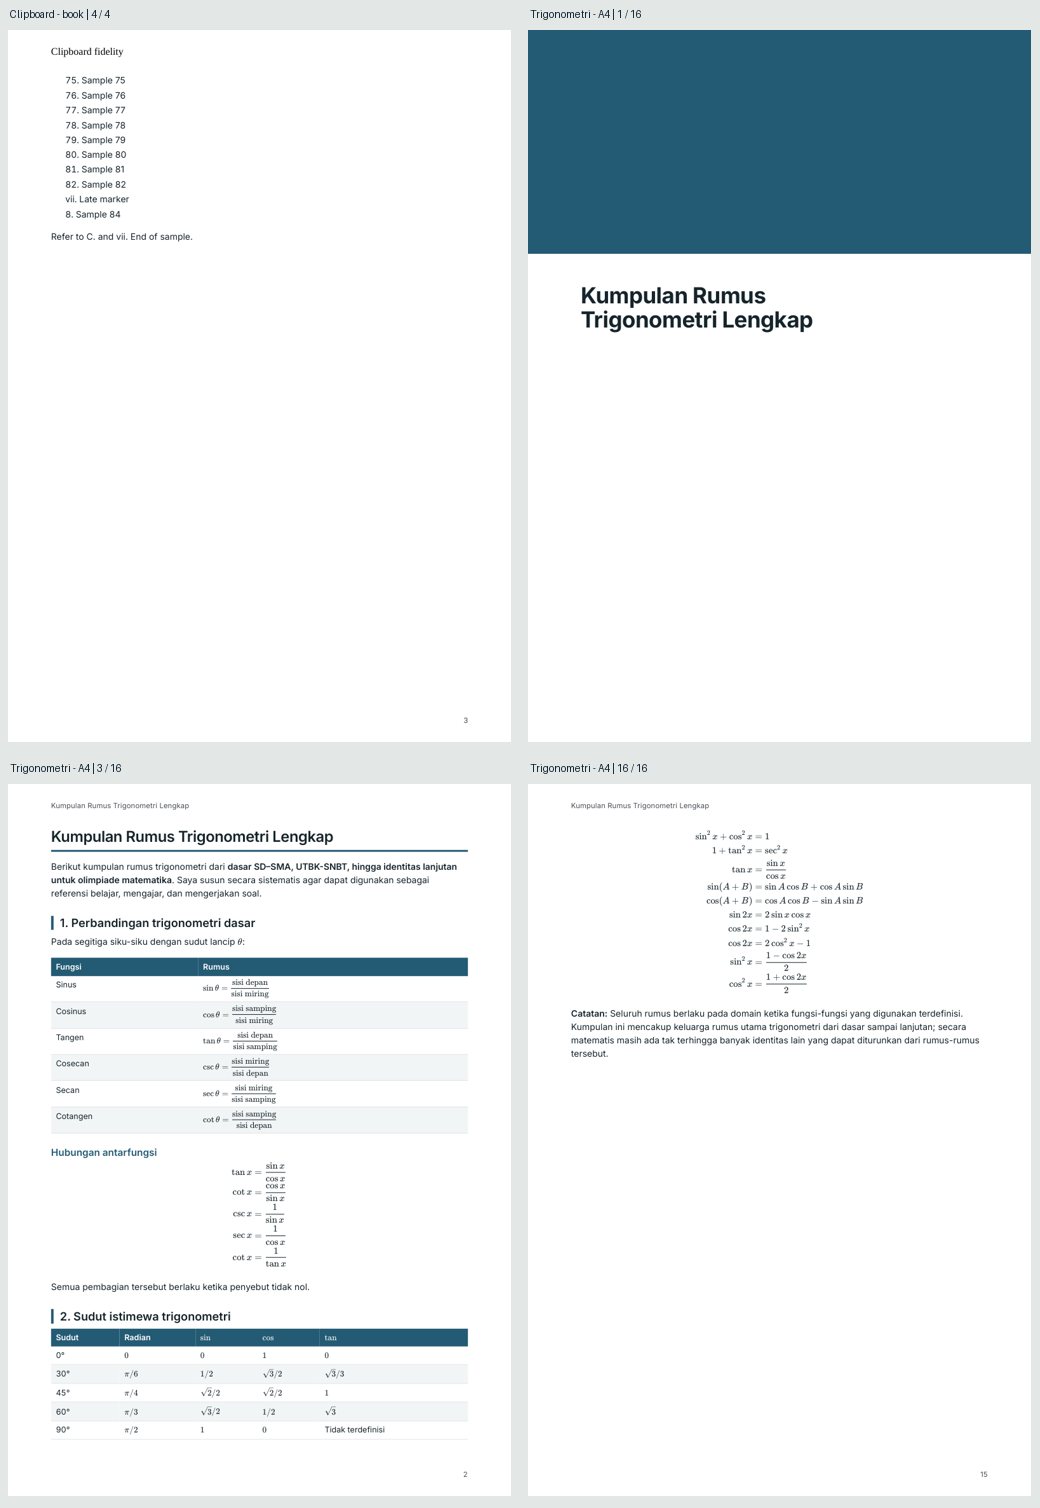 Clipboard - book | 4 / 4
Clipboard fidelity
75. Sample 75
76. Sample 76
77. Sample 77
78. Sample 78
79. Sample 79
80. Sample 80
81. Sample 81
82. Sample 82
vii. Late marker
8. Sample 84
Refer to C. and vii. End of sample.
3
Trigonometri - A4 | 1 / 16
Kumpulan Rumus
Trigonometri Lengkap
Trigonometri - A4 | 3 / 16
Kumpulan Rumus Trigonometri Lengkap
Kumpulan Rumus Trigonometri Lengkap
Berikut kumpulan rumus trigonometri dari dasar SD–SMA, UTBK-SNBT, hingga identitas lanjutan
untuk olimpiade matematika. Saya susun secara sistematis agar dapat digunakan sebagai
referensi belajar, mengajar, dan mengerjakan soal.
1. Perbandingan trigonometri dasar
Pada segitiga siku-siku dengan sudut lancip θ:
Fungsi Rumus
Sinus sin θ = sisi depan / sisi miring
Cosinus cos θ = sisi samping / sisi miring
Tangen tan θ = sisi depan / sisi samping
Cosecan csc θ = sisi miring / sisi depan
Secan sec θ = sisi miring / sisi samping
Cotangen cot θ = sisi samping / sisi depan
Hubungan antarfungsi
tan x = sin x / cos x
cot x = cos x / sin x
csc x = 1 / sin x
sec x = 1 / cos x
cot x = 1 / tan x
Semua pembagian tersebut berlaku ketika penyebut tidak nol.
2. Sudut istimewa trigonometri
Sudut Radian sin cos tan
0° 0 0 1 0
30° π/6 1/2 √3/2 √3/3
45° π/4 √2/2 √2/2 1
60° π/3 √3/2 1/2 √3
90° π/2 1 0 Tidak terdefinisi
2
Trigonometri - A4 | 16 / 16
Kumpulan Rumus Trigonometri Lengkap
sin² x + cos² x = 1
1 + tan² x = sec² x
tan x = sin x / cos x
sin(A + B) = sin A cos B + cos A sin B
cos(A + B) = cos A cos B − sin A sin B
sin 2x = 2 sin x cos x
cos 2x = 1 − 2 sin² x
cos 2x = 2 cos² x − 1
sin² x = 1 − cos 2x / 2
cos² x = 1 + cos 2x / 2
Catatan: Seluruh rumus berlaku pada domain ketika fungsi-fungsi yang digunakan terdefinisi.
Kumpulan ini mencakup keluarga rumus utama trigonometri dari dasar sampai lanjutan; secara
matematis masih ada tak terhingga banyak identitas lain yang dapat diturunkan dari rumus-rumus
tersebut.
15